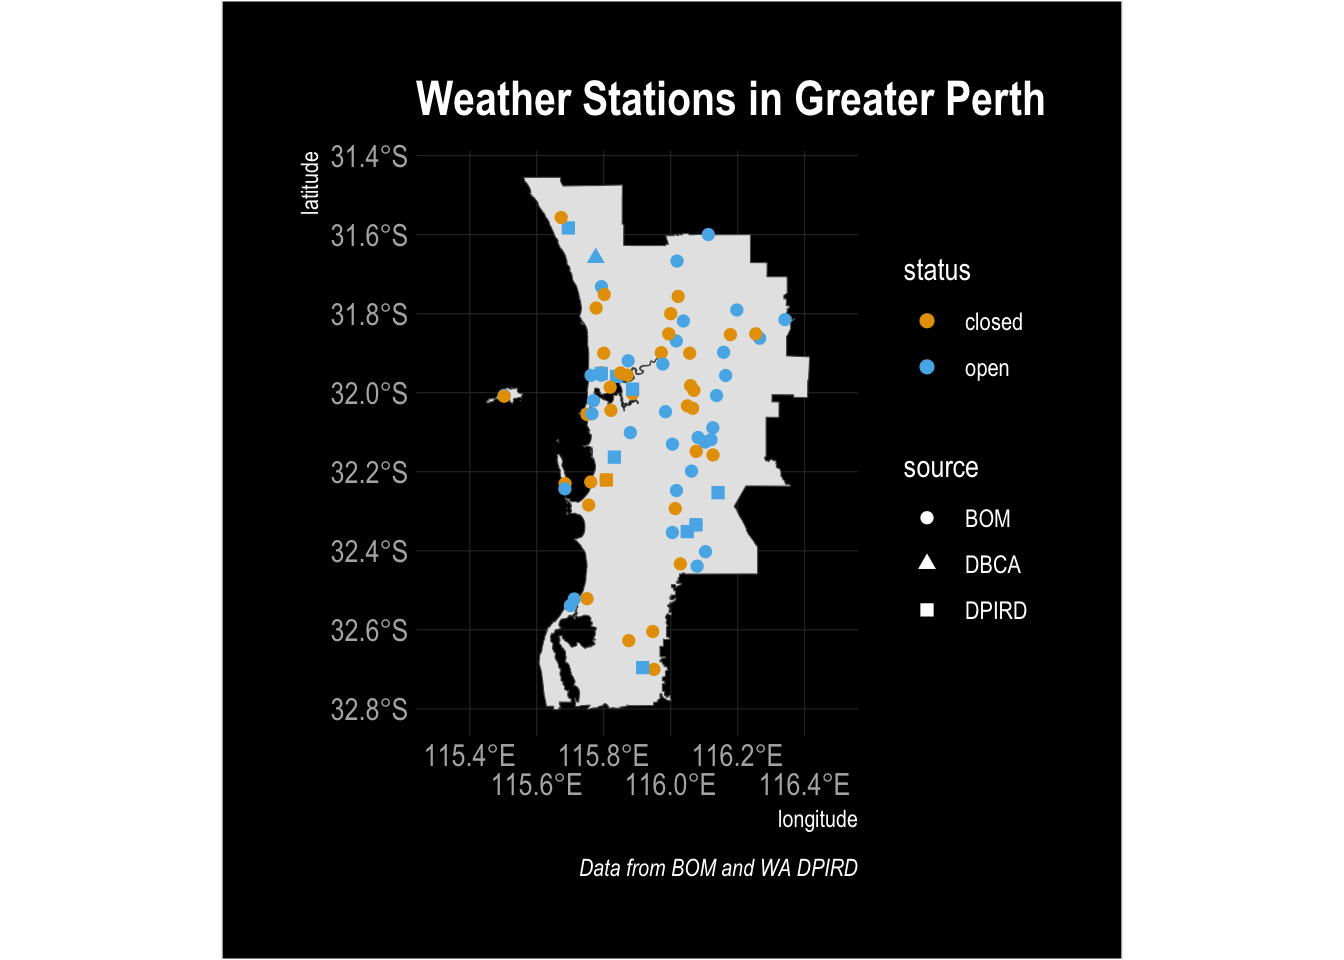 Weather Stations in Greater Perth
latitude
31.4°S
31.6°S
31.8°S
32.0°S
32.2°S
32.4°S
32.6°S
32.8°S
115.4°E
115.8°E
116.2°E
115.6°E
116.0°E
116.4°E
longitude
status
closed
open
source
BOM
DBCA
DPIRD
Data from BOM and WA DPIRD